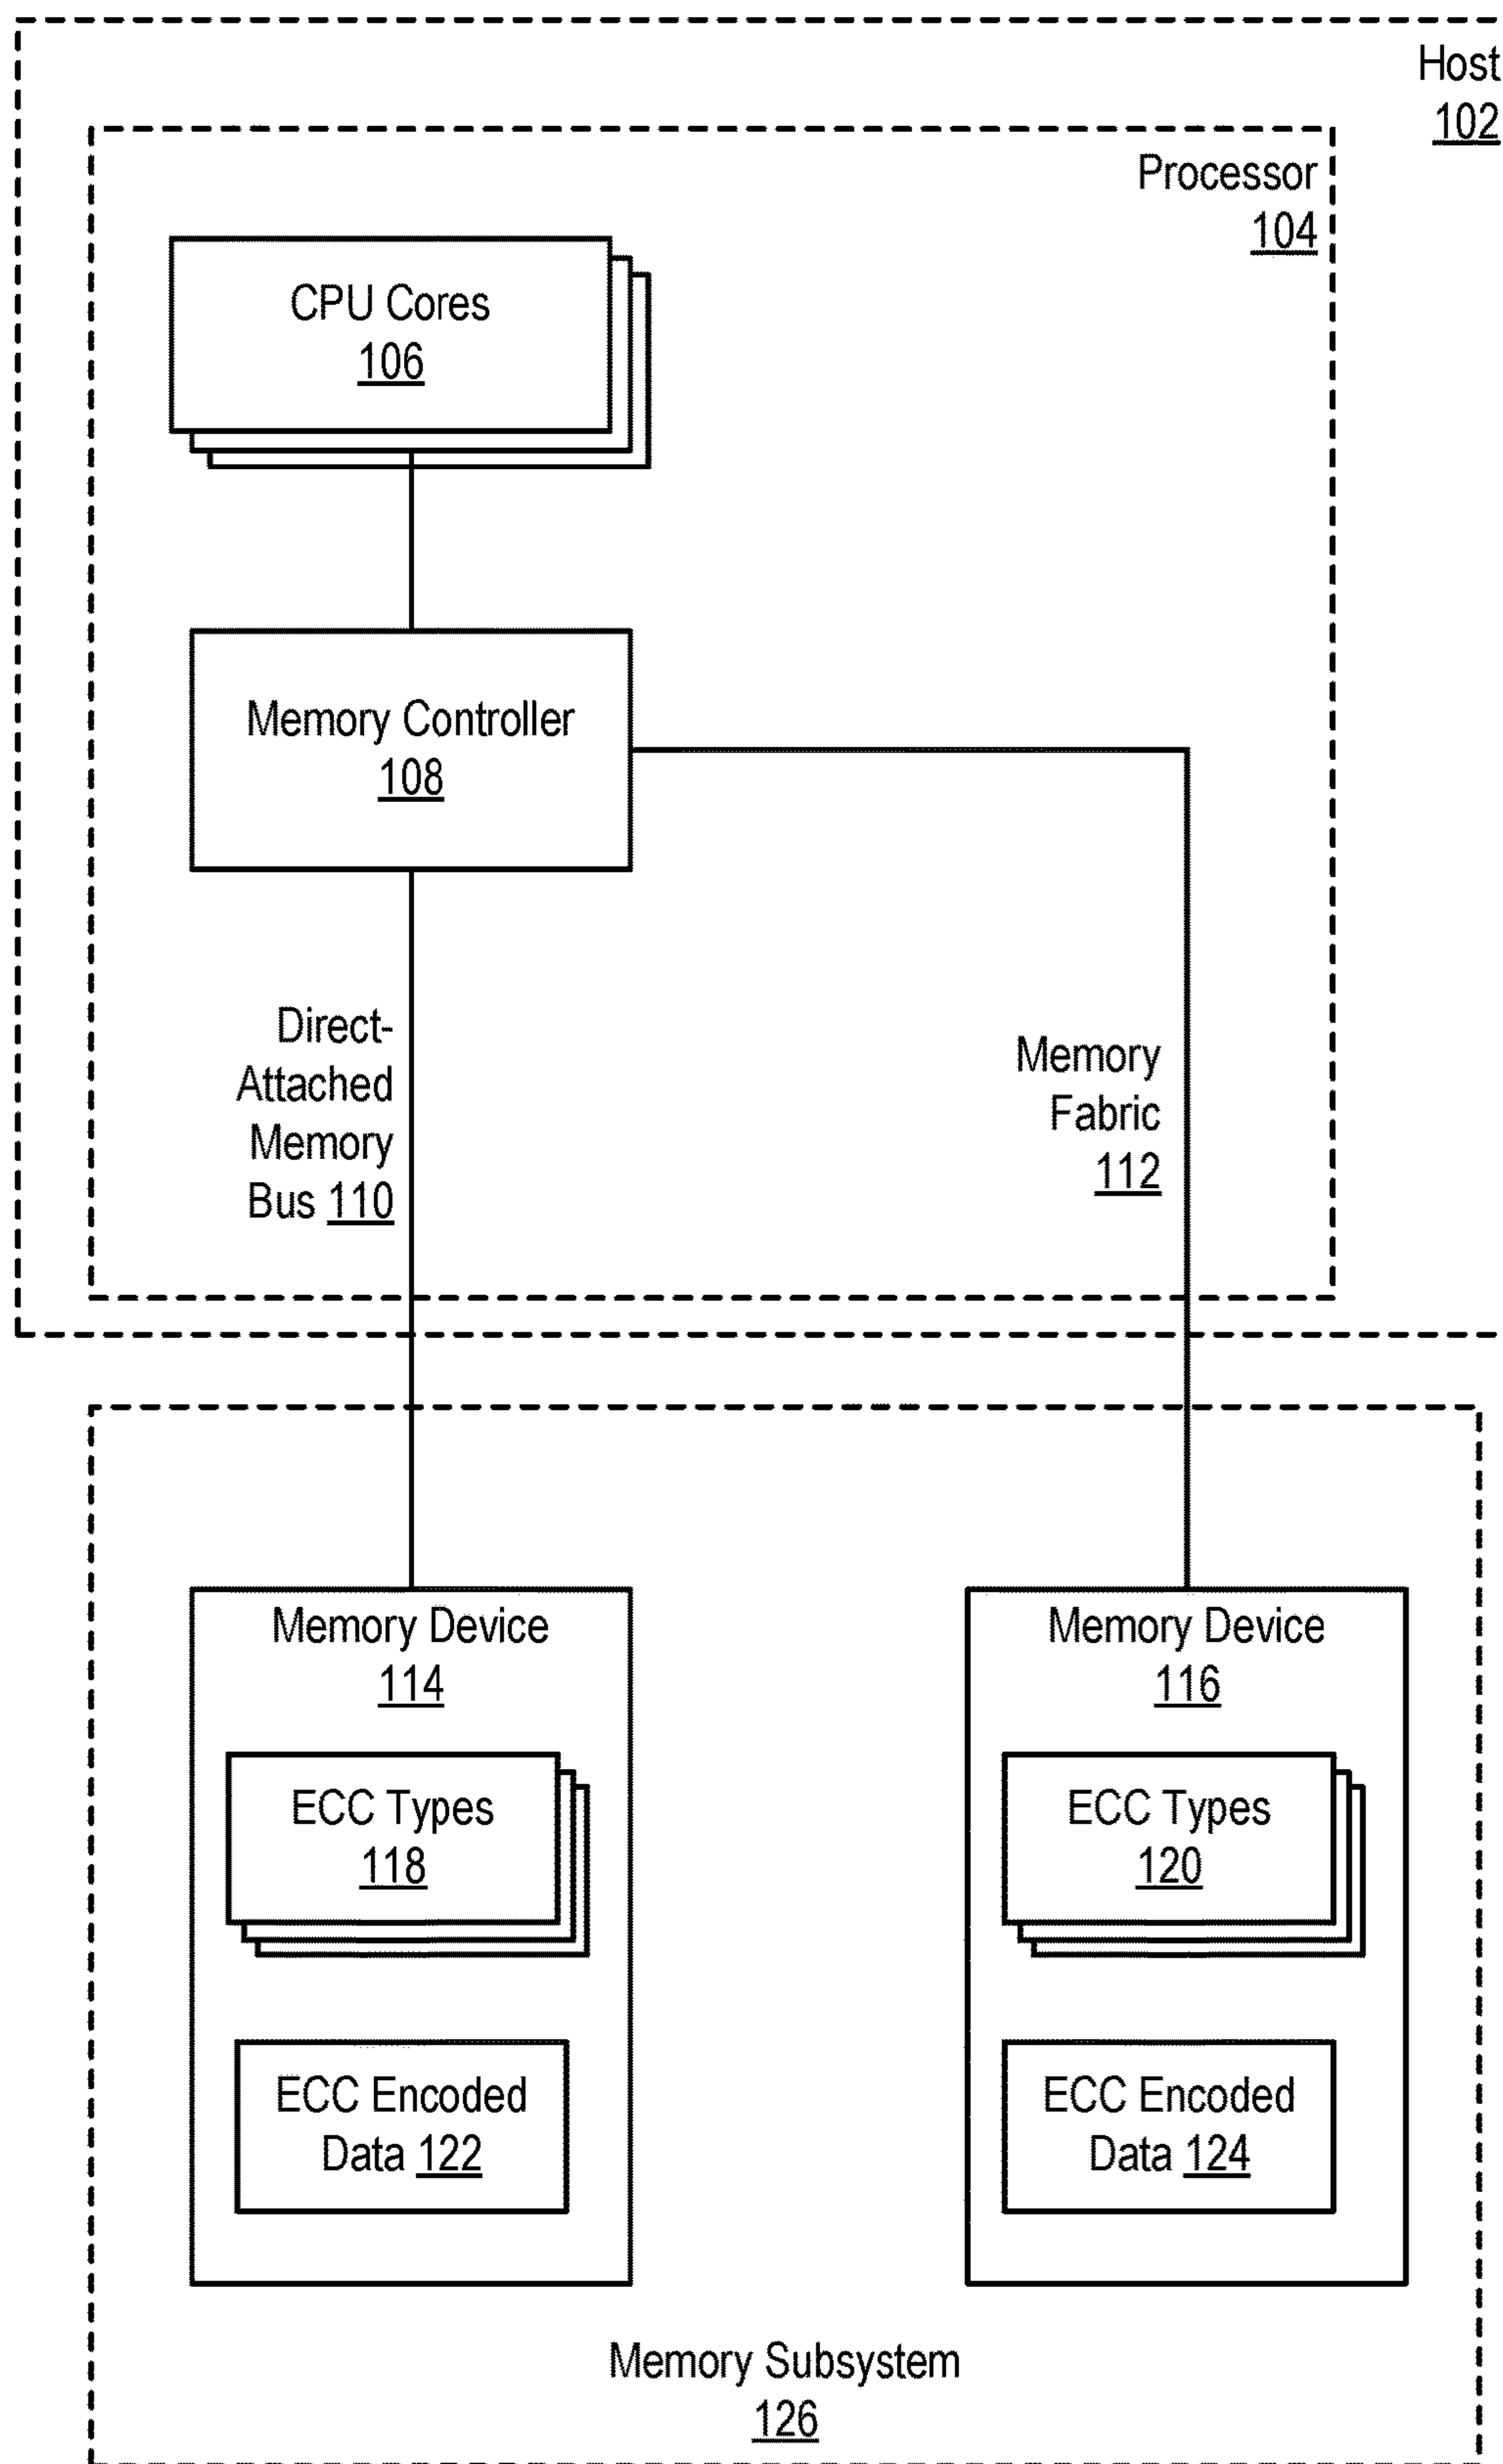 Host
102
Processor
104
CPU Cores
106
Memory Controller
108
Direct-
Attached
Memory
Bus 110
Memory
Fabric
112
Memory Device
114
ECC Types
118
ECC Encoded
Data 122
Memory Device
116
ECC Types
120
ECC Encoded
Data 124
Memory Subsystem
126